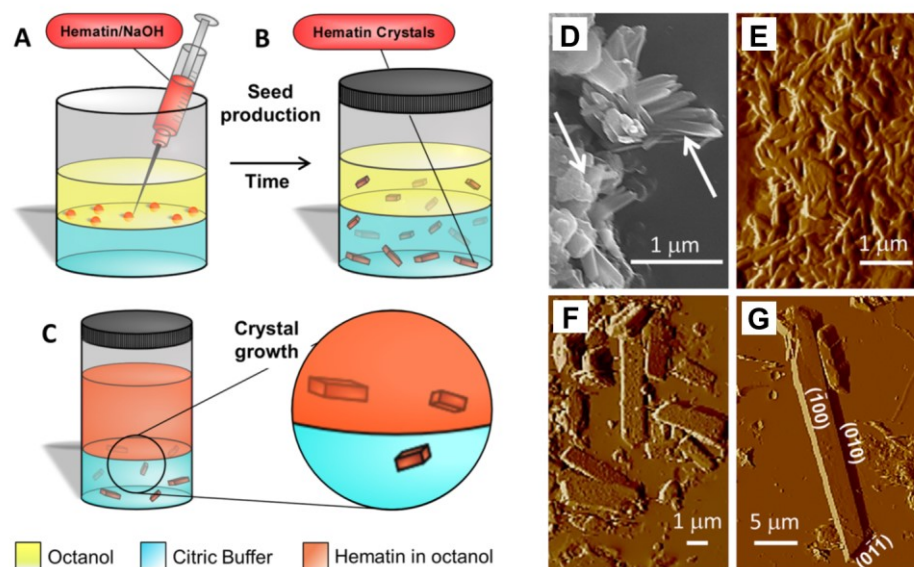 A
Hematin/NaOH
B
Hematin Crystals
Seed
production
Time
C
Crystal
growth
Octanol
Citric Buffer
Hematin in octanol
D
1 µm
E
1 µm
F
1 µm
G
(100)
(010)
(011)
5 µm